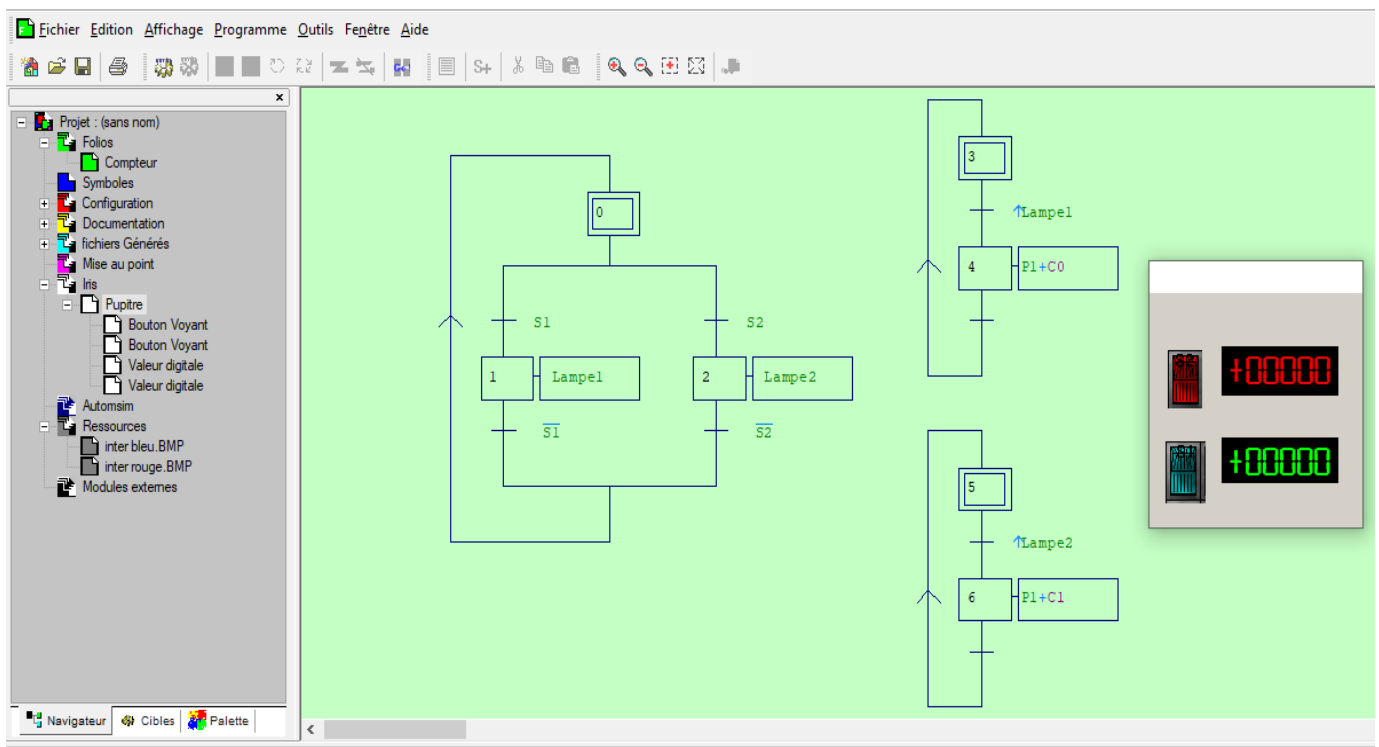 Fichier Edition Affichage Programme Outils Fenêtre Aide
S+
Projet : (sans nom)
Folios
Compteur
Symboles
Configuration
Documentation
fichiers Générés
Mise au point
Iris
Pupitre
Bouton Voyant
Bouton Voyant
Valeur digitale
Valeur digitale
Automsim
Ressources
inter bleu.BMP
inter rouge.BMP
Modules externes
Navigateur Cibles Palette
0
S1 S2
1 Lampe1 2 Lampe2
S̅1̅ S̅2̅
3
↑Lampe1
4 P1+C0
5
↑Lampe2
6 P1+C1
+00000
+00000